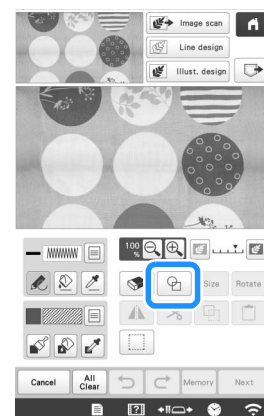 Image scan
Line design
Illust. design
100 %
Size
Rotate
Cancel
All Clear
Memory
Next